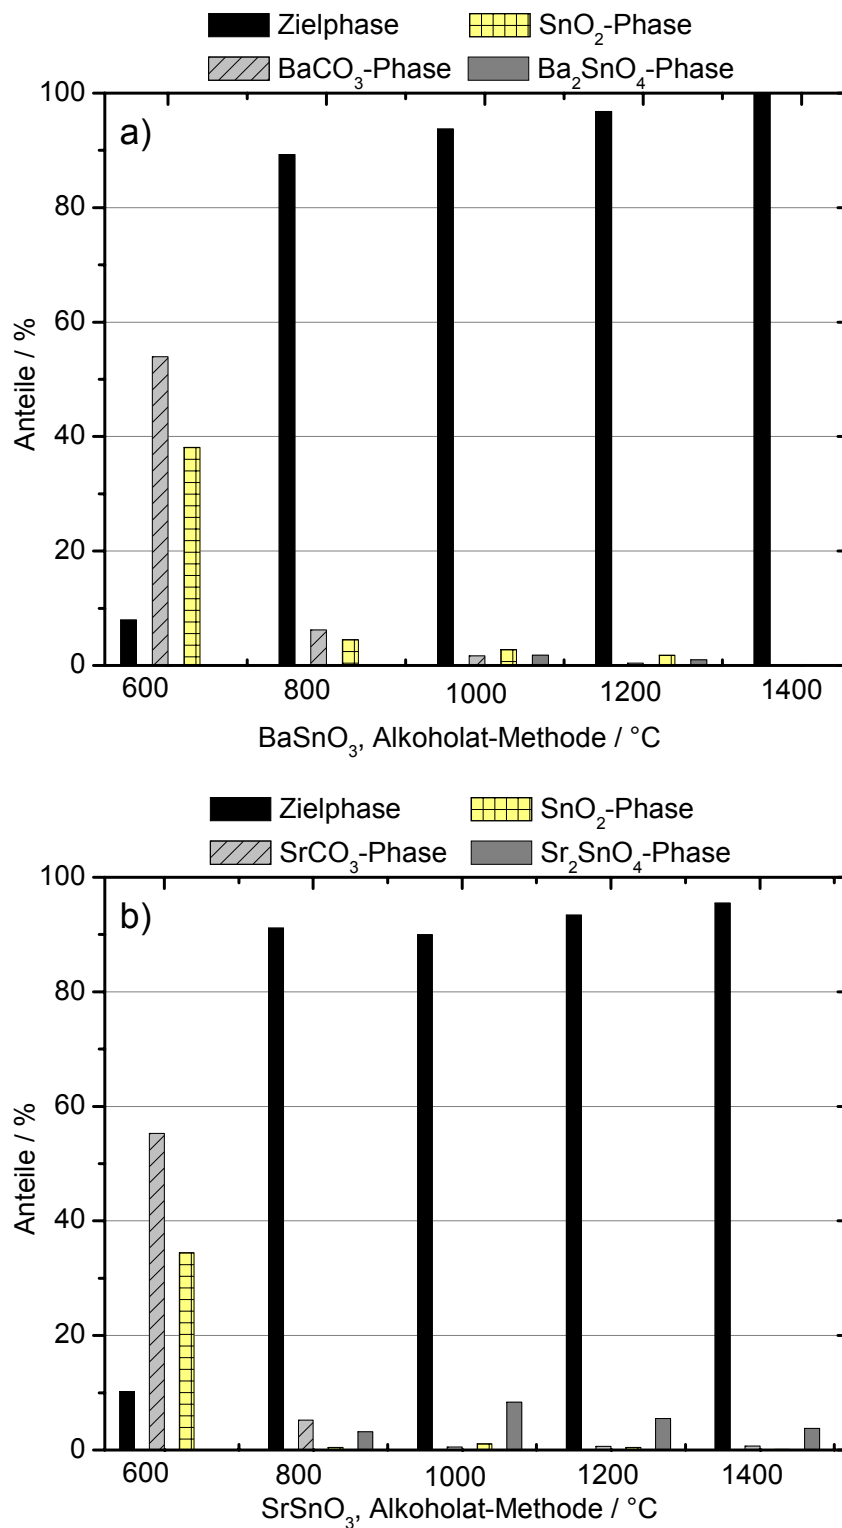 Zielphase SnO₂-Phase
BaCO₃-Phase Ba₂SnO₄-Phase
a)
100
80
60
40
20
0
Anteile / %
600 800 1000 1200 1400
BaSnO₃, Alkoholat-Methode / °C
Zielphase SnO₂-Phase
SrCO₃-Phase Sr₂SnO₄-Phase
b)
100
80
60
40
20
0
Anteile / %
600 800 1000 1200 1400
SrSnO₃, Alkoholat-Methode / °C